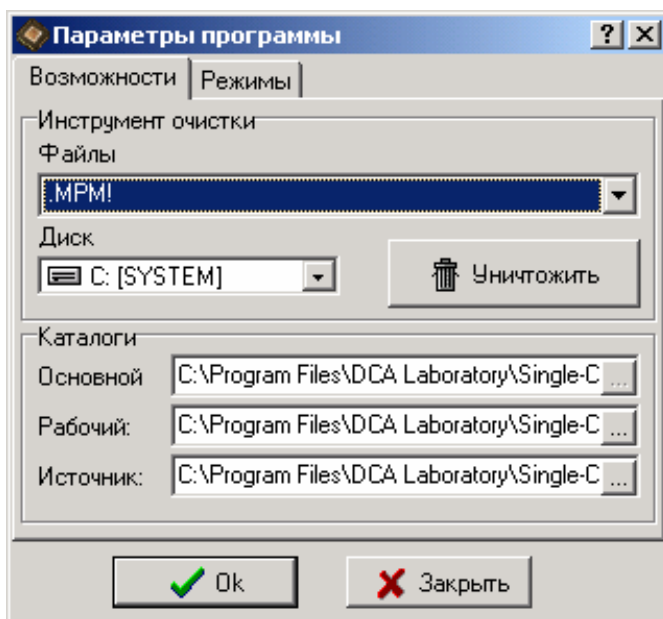 Параметры программы
Возможности Режимы
Инструмент очистки
Файлы
.MPM!
Диск
C: [SYSTEM]
Уничтожить
Каталоги
Основной C:\Program Files\DCA Laboratory\Single-C ...
Рабочий: C:\Program Files\DCA Laboratory\Single-C ...
Источник: C:\Program Files\DCA Laboratory\Single-C ...
Ok Закрыть